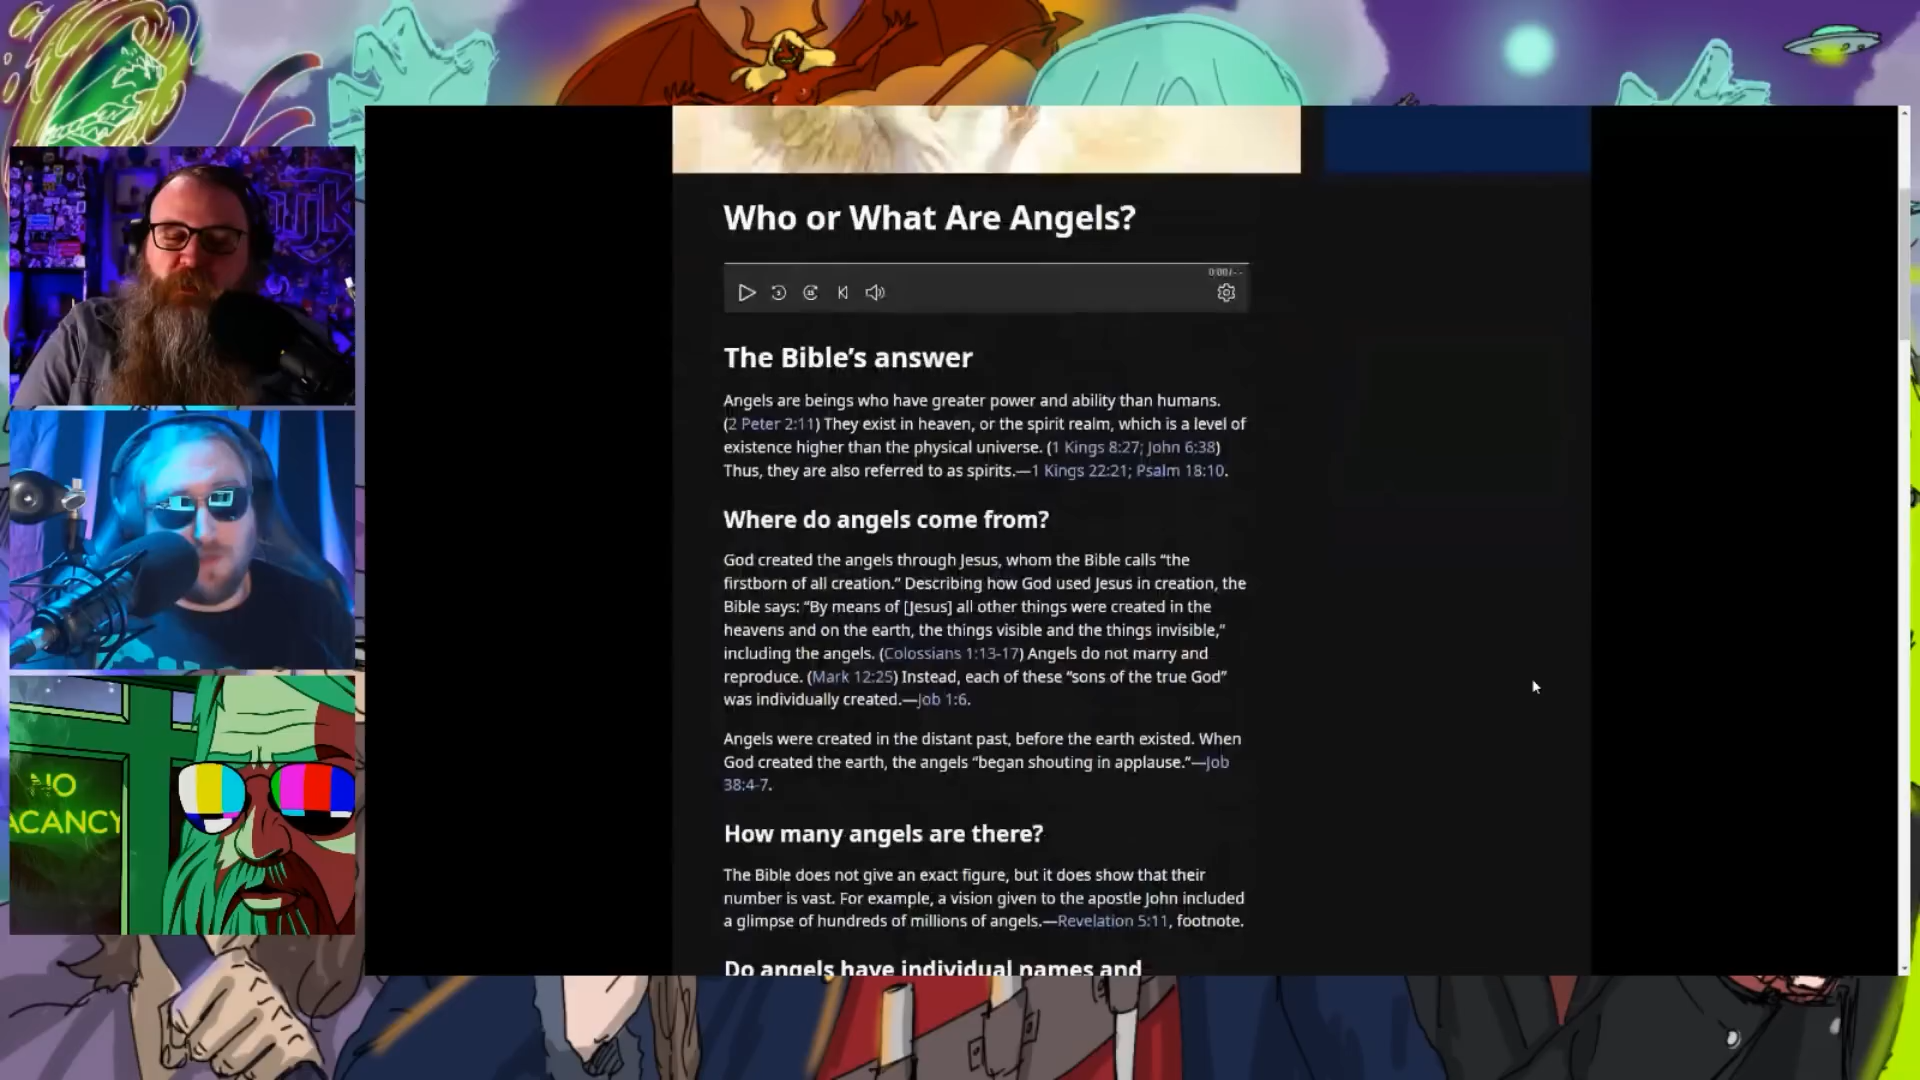 Who or What Are Angels?
0:00 / --
The Bible’s answer
Angels are beings who have greater power and ability than humans.
(2 Peter 2:11) They exist in heaven, or the spirit realm, which is a level of
existence higher than the physical universe. (1 Kings 8:27; John 6:38)
Thus, they are also referred to as spirits.—1 Kings 22:21; Psalm 18:10.
Where do angels come from?
God created the angels through Jesus, whom the Bible calls “the
firstborn of all creation.” Describing how God used Jesus in creation, the
Bible says: “By means of [Jesus] all other things were created in the
heavens and on the earth, the things visible and the things invisible,”
including the angels. (Colossians 1:13-17) Angels do not marry and
reproduce. (Mark 12:25) Instead, each of these “sons of the true God”
was individually created.—Job 1:6.
Angels were created in the distant past, before the earth existed. When
God created the earth, the angels “began shouting in applause.”—Job
38:4-7.
How many angels are there?
The Bible does not give an exact figure, but it does show that their
number is vast. For example, a vision given to the apostle John included
a glimpse of hundreds of millions of angels.—Revelation 5:11, footnote.
Do angels have individual names and
NO
ACANCY